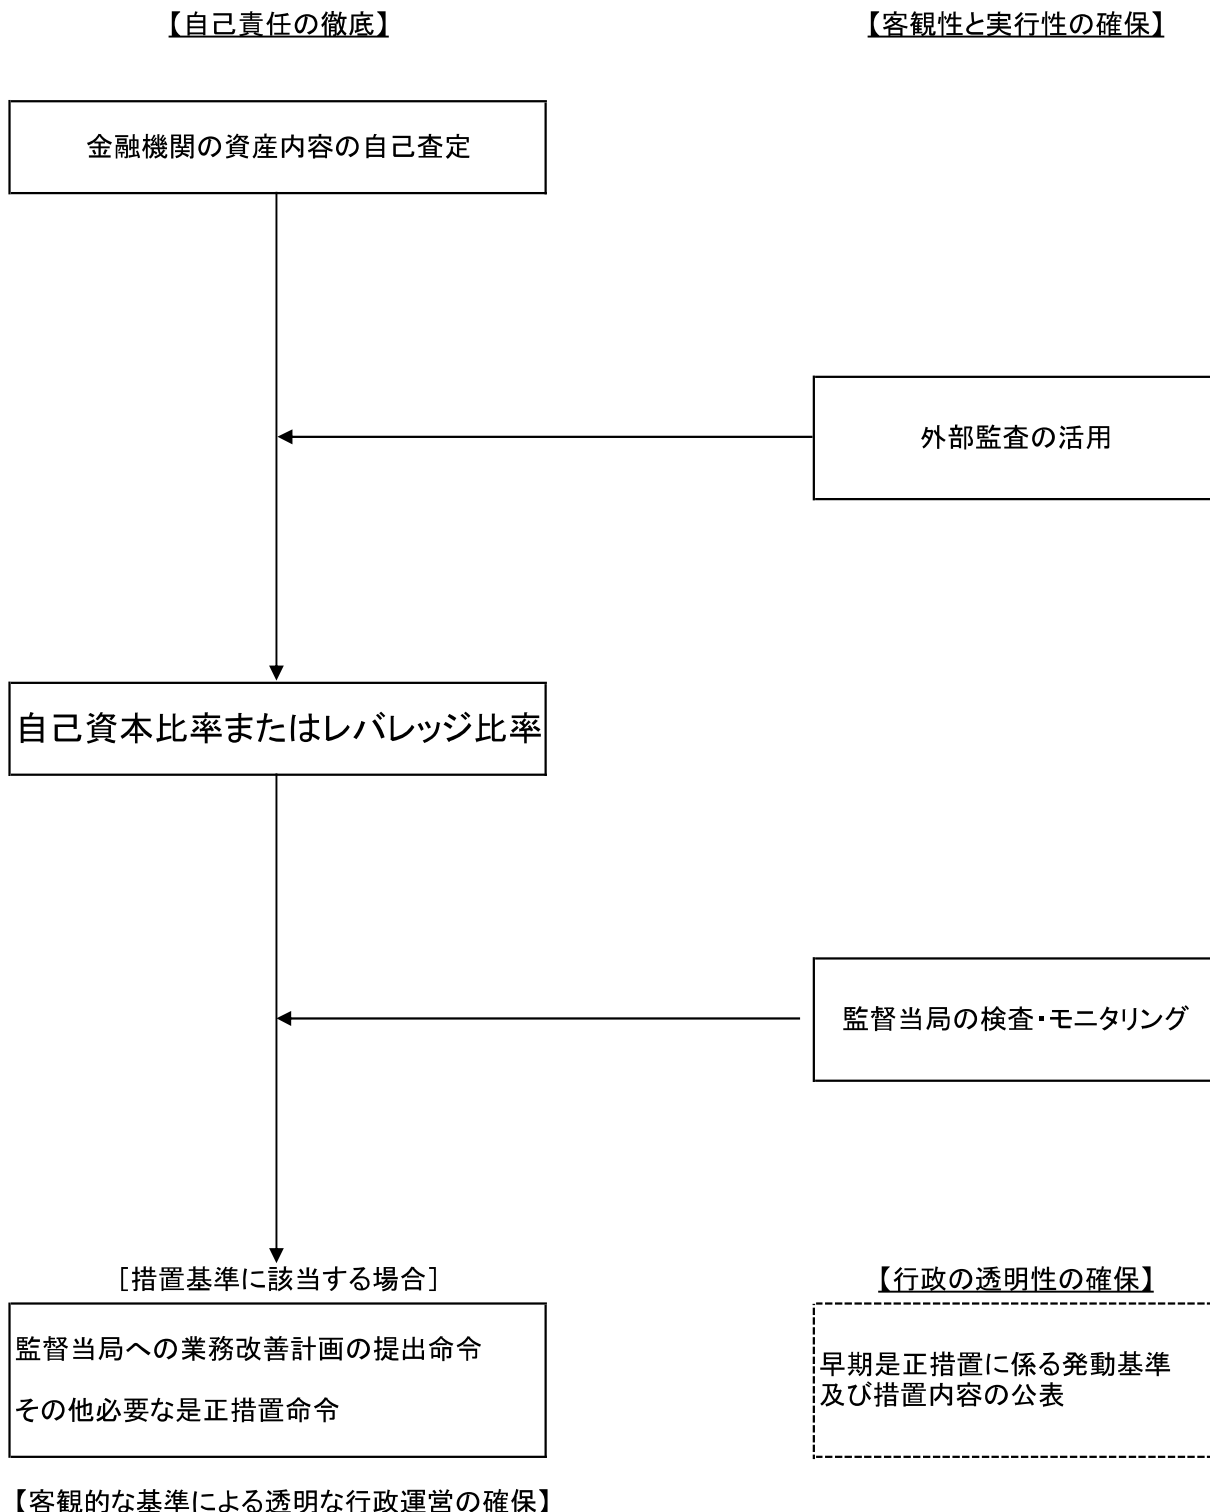 【自己責任の徹底】
【客観性と実行性の確保】
金融機関の資産内容の自己査定
外部監査の活用
自己資本比率またはレバレッジ比率
監督当局の検査・モニタリング
［措置基準に該当する場合］
【行政の透明性の確保】
監督当局への業務改善計画の提出命令
その他必要な是正措置命令
早期是正措置に係る発動基準
及び措置内容の公表
【客観的な基準による透明な行政運営の確保】